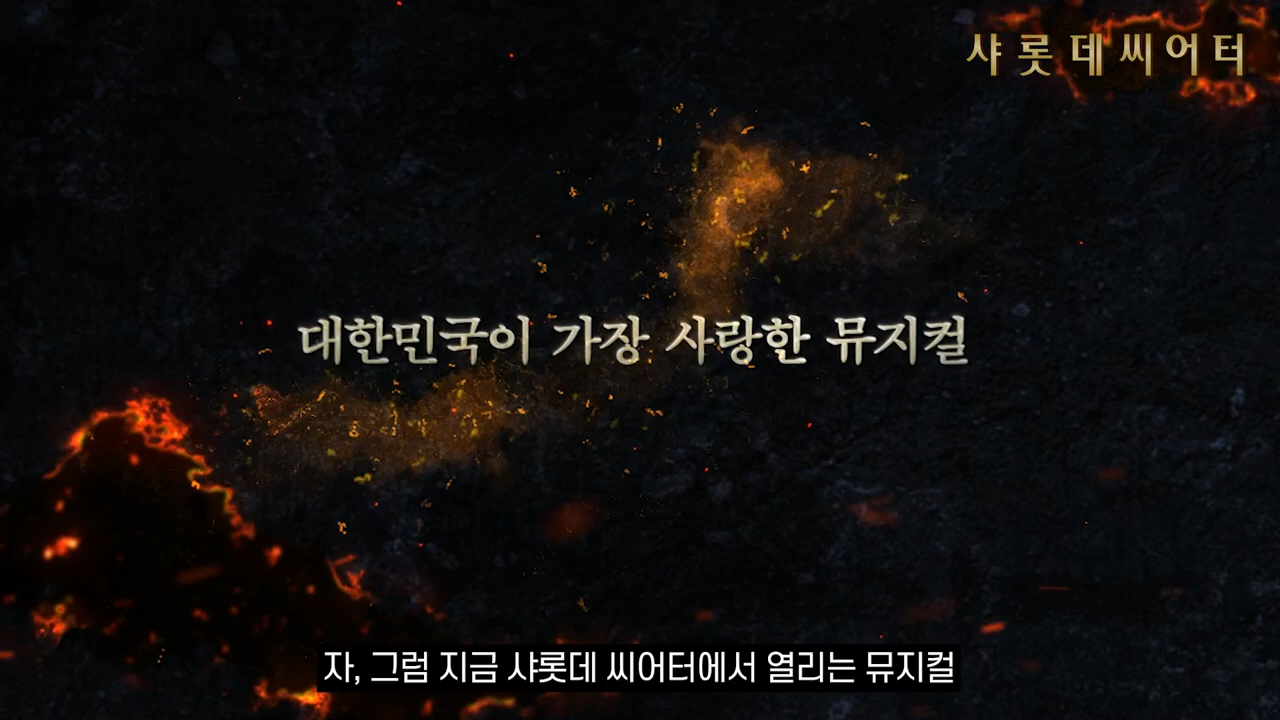 샤롯데씨어터
대한민국이 가장 사랑한 뮤지컬
자, 그럼 지금 샤롯데 씨어터에서 열리는 뮤지컬